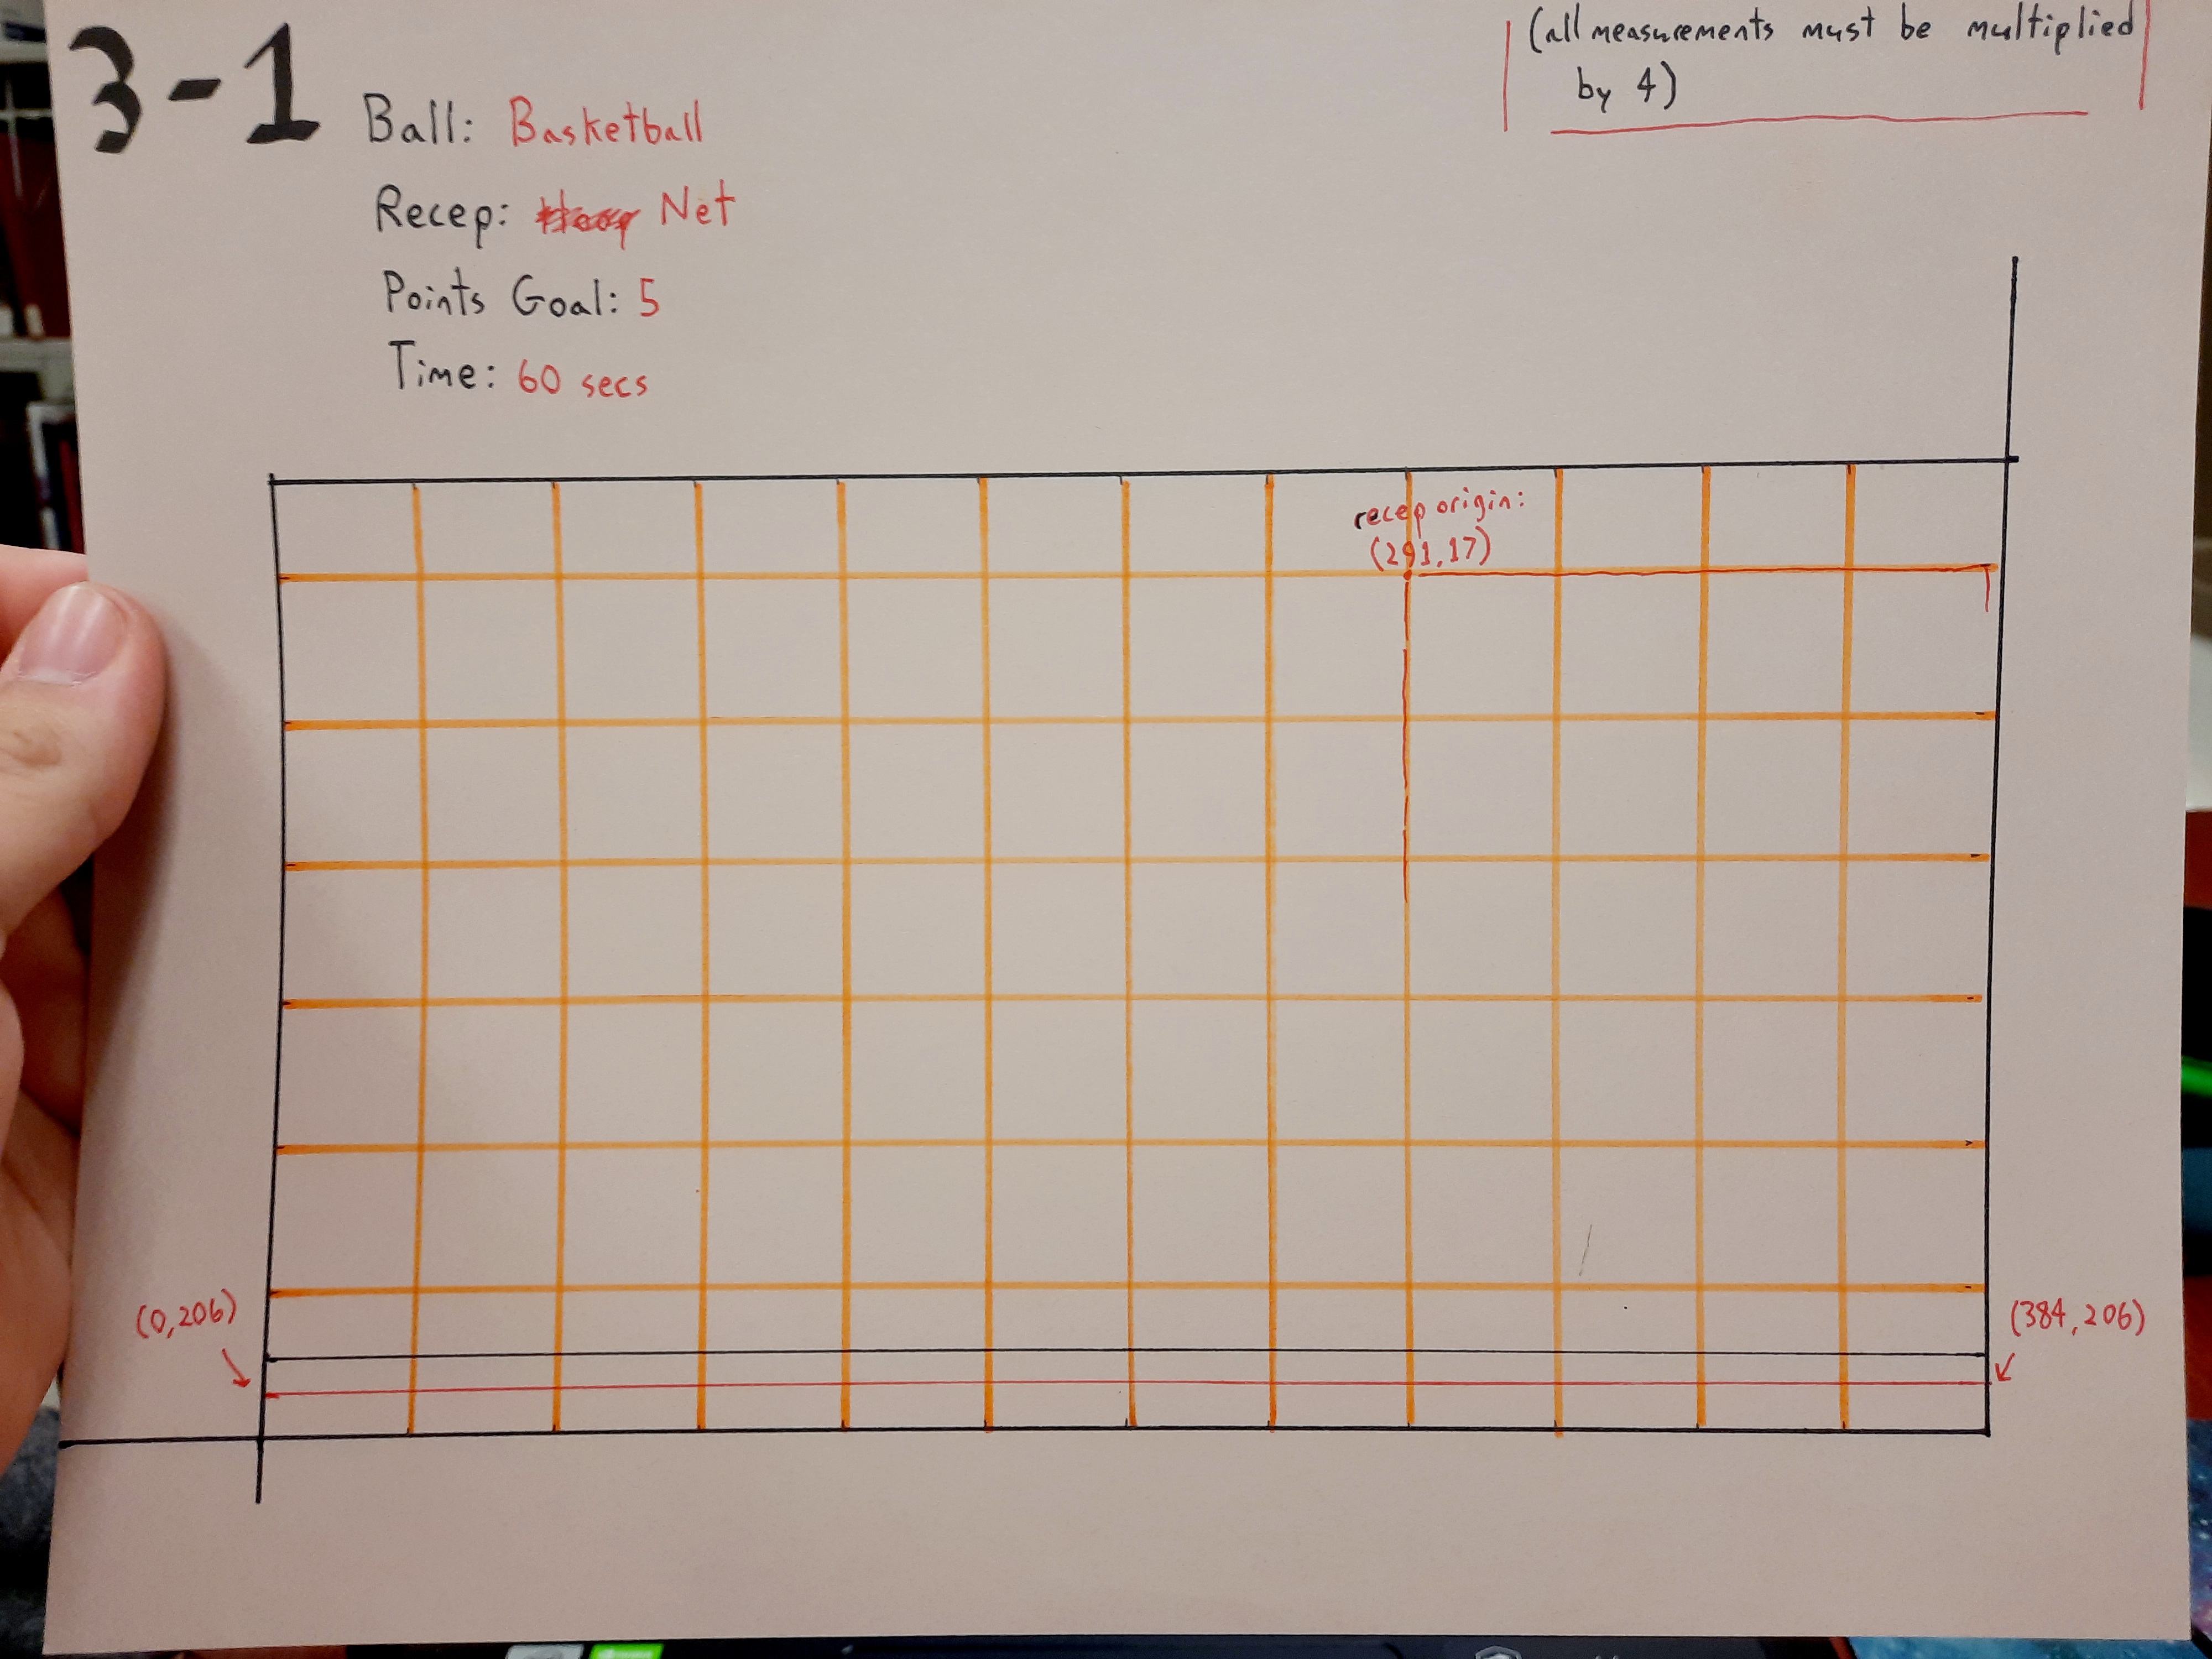 3-1
Ball: Basketball
Recep: Net
Points Goal: 5
Time: 60 secs
(all measurements must be multiplied
by 4)
recep origin:
(291,17)
(0,206)
(384,206)